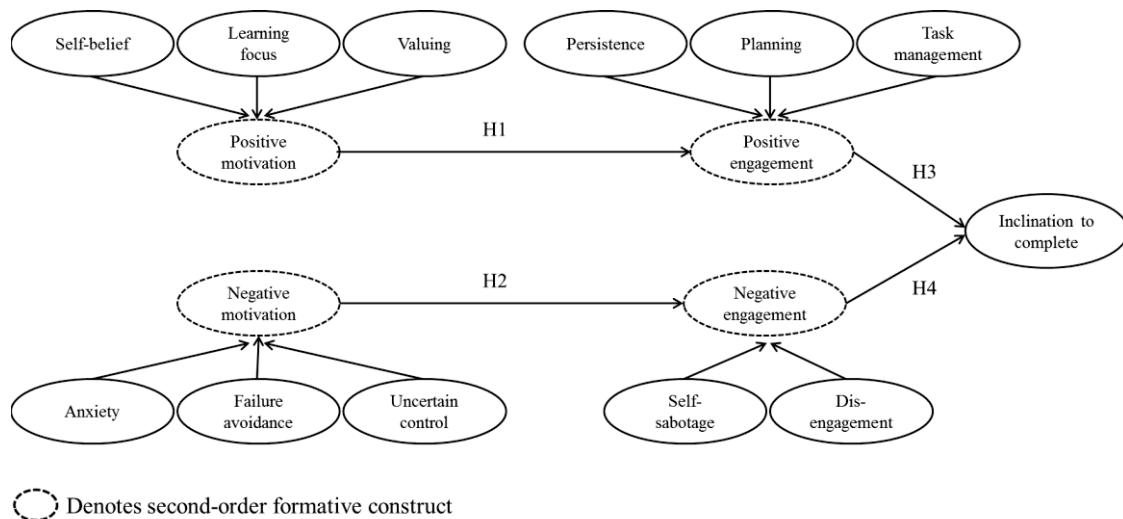 Self-belief
Learning
focus
Valuing
Persistence
Planning
Task
management
Positive
motivation
H1
Positive
engagement
H3
Inclination to
complete
Negative
motivation
H2
Negative
engagement
H4
Anxiety
Failure
avoidance
Uncertain
control
Self-
sabotage
Dis-
engagement
Denotes second-order formative construct